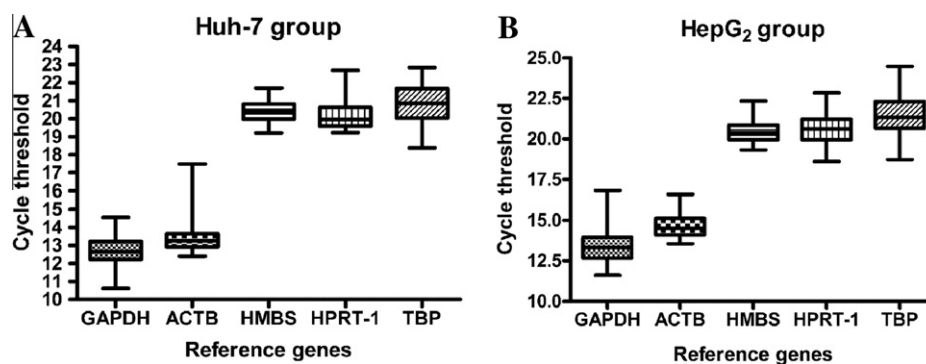 A
Huh-7 group
Cycle threshold
24
23
22
21
20
19
18
17
16
15
14
13
12
11
10
GAPDH ACTB HMBS HPRT-1 TBP
Reference genes
B
HepG₂ group
Cycle threshold
25.0
22.5
20.0
17.5
15.0
12.5
10.0
GAPDH ACTB HMBS HPRT-1 TBP
Reference genes